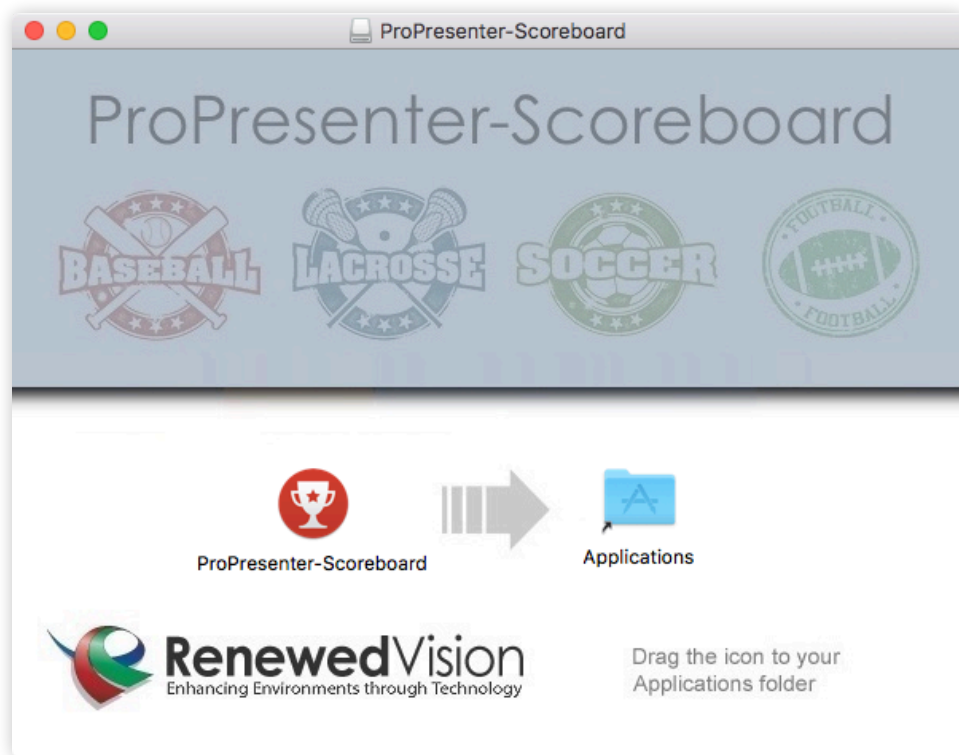 ProPresenter-Scoreboard
ProPresenter-Scoreboard
BASEBALL
LACROSSE
SOCCER
FOOTBALL
FOOTBALL
ProPresenter-Scoreboard
Applications
RenewedVision
Enhancing Environments through Technology
Drag the icon to your
Applications folder